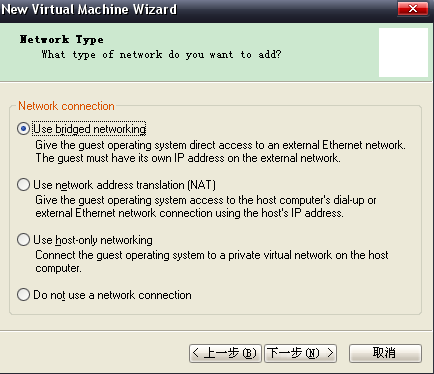 New Virtual Machine Wizard
Network Type
What type of network do you want to add?
Network connection
Use bridged networking
Give the guest operating system direct access to an external Ethernet network.
The guest must have its own IP address on the external network.
Use network address translation (NAT)
Give the guest operating system access to the host computer's dial-up or
external Ethernet network connection using the host's IP address.
Use host-only networking
Connect the guest operating system to a private virtual network on the host
computer.
Do not use a network connection
< 上一步(B) 下一步(N) > 取消